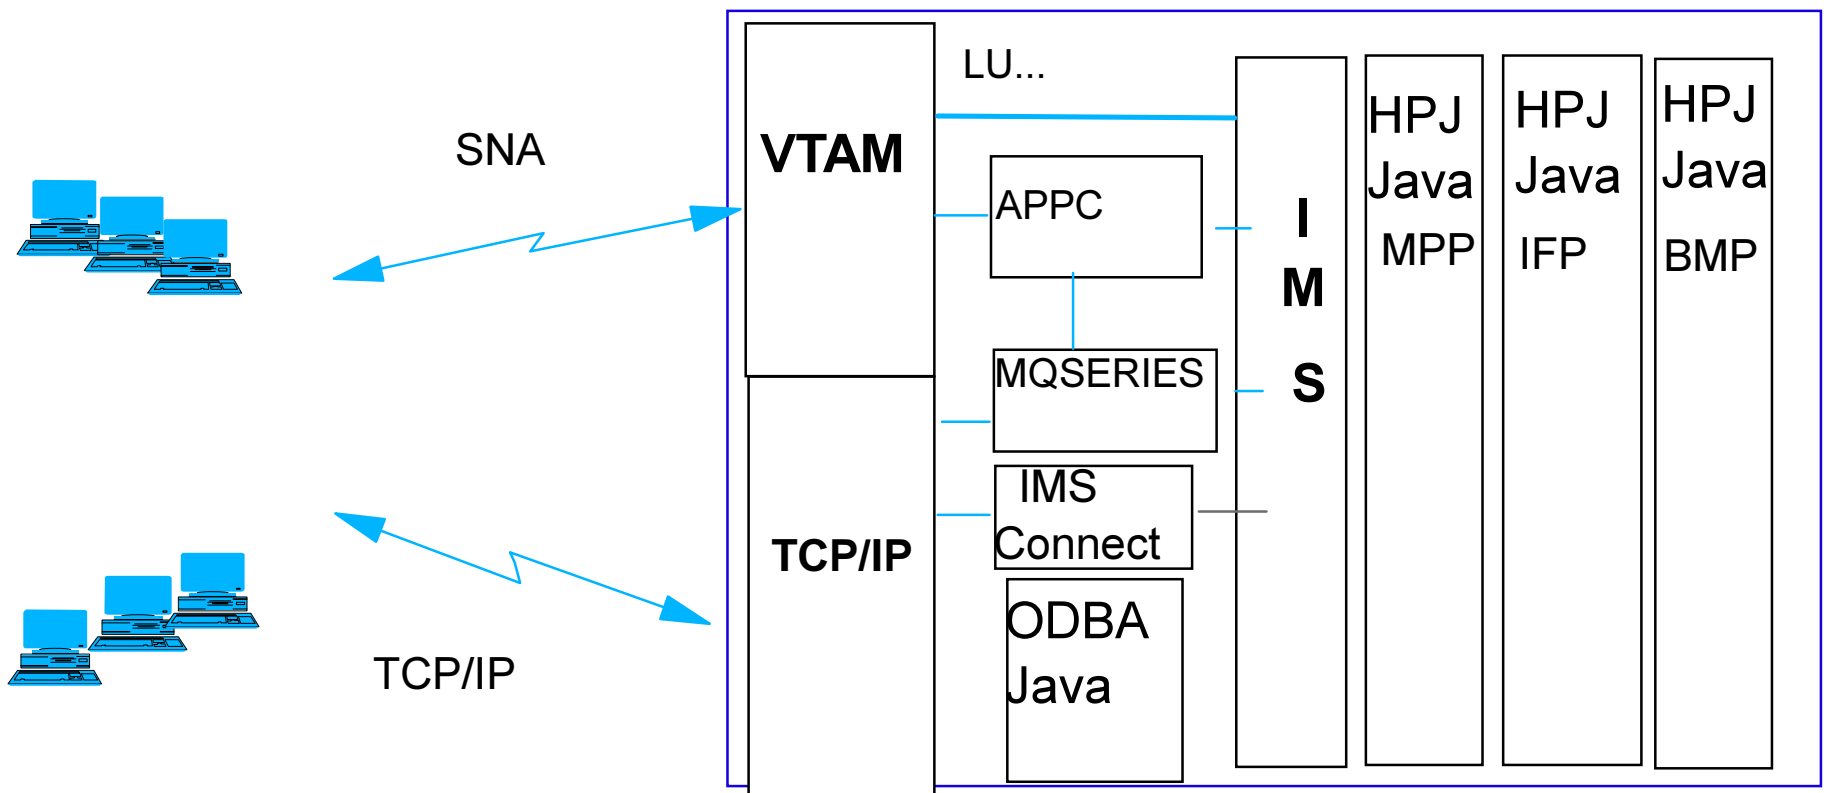 SNA
TCP/IP
VTAM
TCP/IP
LU...
APPC
MQSERIES
IMS
Connect
ODBA
Java
I
M
S
HPJ
Java
MPP
HPJ
Java
IFP
HPJ
Java
BMP